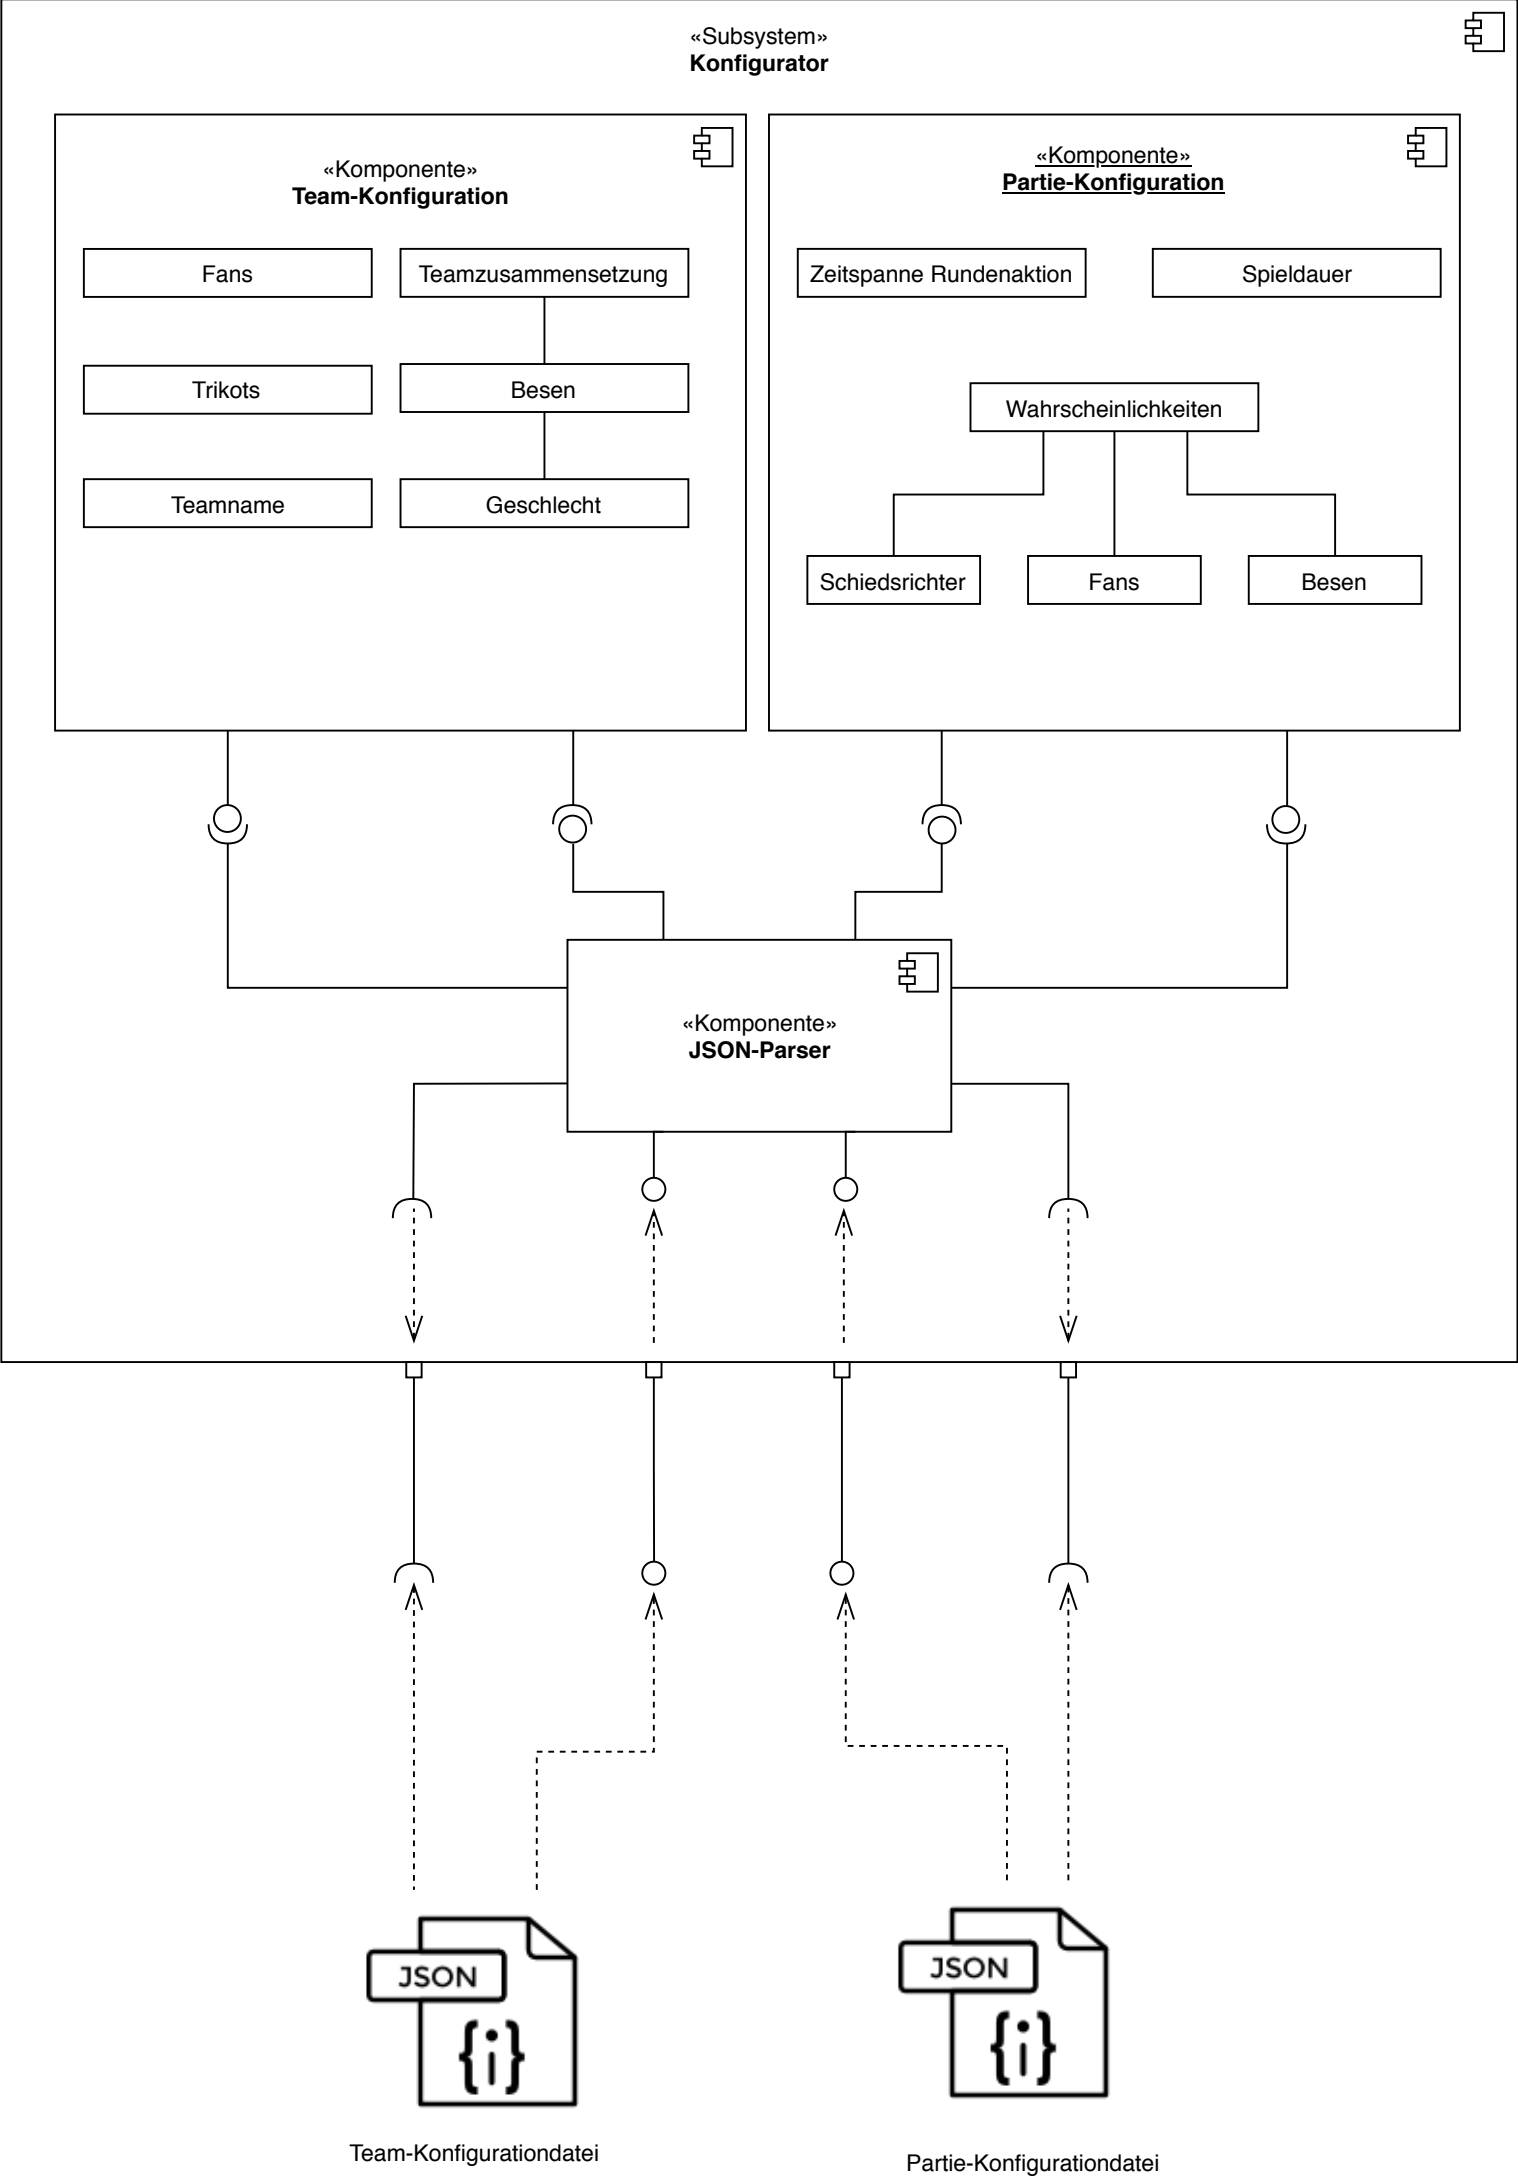 «Subsystem»
Konfigurator
«Komponente»
Team-Konfiguration
Fans
Teamzusammensetzung
Trikots
Besen
Teamname
Geschlecht
«Komponente»
Partie-Konfiguration
Zeitspanne Rundenaktion
Spieldauer
Wahrscheinlichkeiten
Schiedsrichter
Fans
Besen
«Komponente»
JSON-Parser
JSON
{i}
Team-Konfigurationdatei
JSON
{i}
Partie-Konfigurationdatei